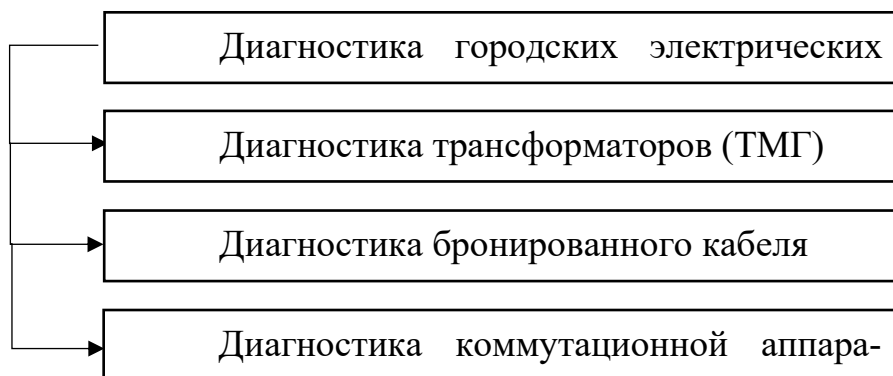 Диагностика городских электрических
Диагностика трансформаторов (ТМГ)
Диагностика бронированного кабеля
Диагностика коммутационной аппара-